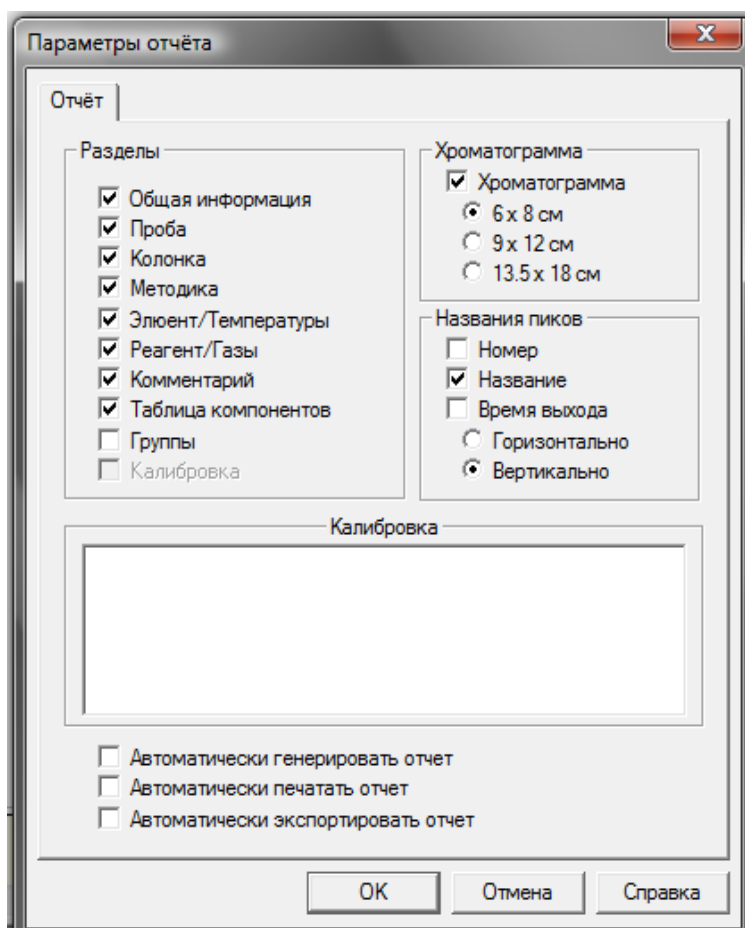 Параметры отчёта
Отчёт
Разделы
Общая информация
Проба
Колонка
Методика
Элюент/Температуры
Реагент/Газы
Комментарий
Таблица компонентов
Группы
Калибровка
Хроматограмма
Хроматограмма
6 x 8 см
9 x 12 см
13.5 x 18 см
Названия пиков
Номер
Название
Время выхода
Горизонтально
Вертикально
Калибровка
Автоматически генерировать отчет
Автоматически печатать отчет
Автоматически экспортировать отчет
OK
Отмена
Справка